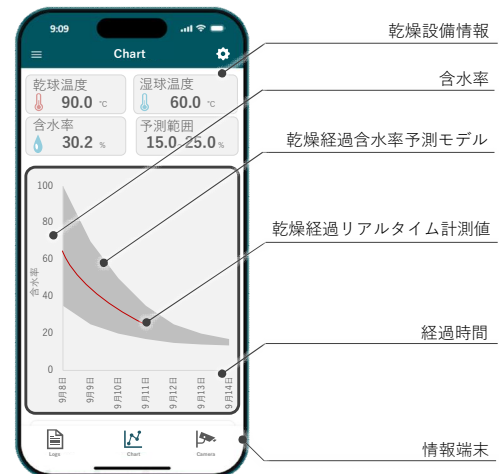 9:09
Chart
乾球温度
90.0 ℃
湿球温度
60.0 ℃
含水率
30.2 %
予測範囲
15.0-25.0 %
100
80
60
40
20
0
含水率
9月8日
9月9日
9月10日
9月11日
9月12日
9月13日
9月14日
Logs
Chart
Camera
乾燥設備情報
含水率
乾燥経過含水率予測モデル
乾燥経過リアルタイム計測値
経過時間
情報端末